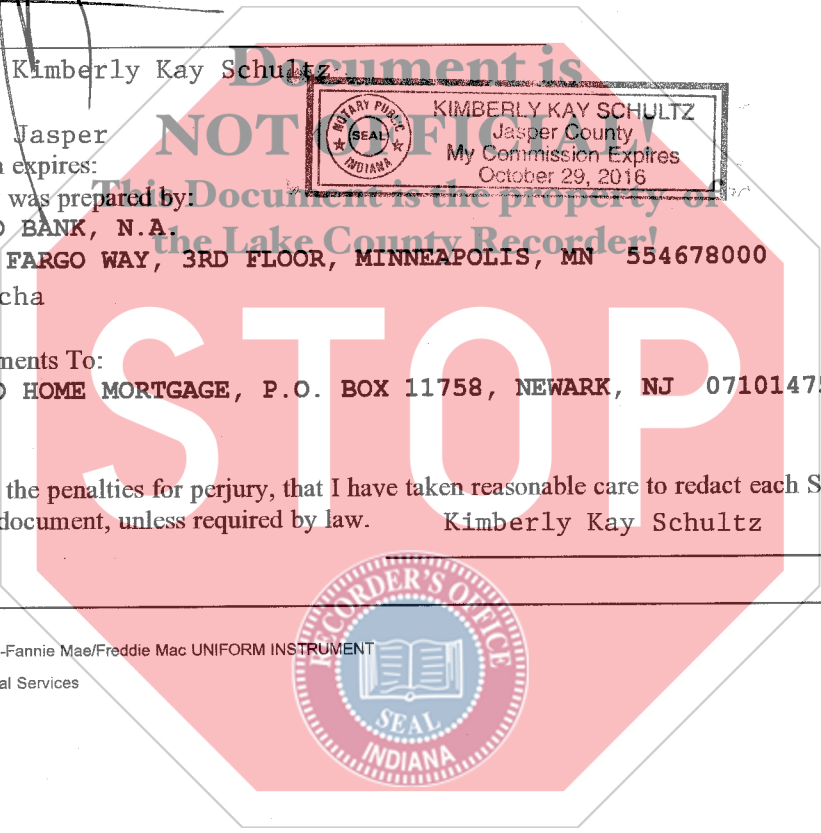 Kimberly Kay Schultz
Document is
NOT OFFICIAL!
This Document is the property of
the Lake County Recorder!
NOTARY PUBLIC
SEAL
INDIANA
KIMBERLY KAY SCHULTZ
Jasper County
My Commission Expires
October 29, 2016
Jasper
expires:
was prepared by:
BANK, N.A.
FARGO WAY, 3RD FLOOR, MINNEAPOLIS, MN 554678000
cha
ments To:
HOME MORTGAGE, P.O. BOX 11758, NEWARK, NJ 07101475
STOP
the penalties for perjury, that I have taken reasonable care to redact each S
document, unless required by law. Kimberly Kay Schultz
-Fannie Mae/Freddie Mac UNIFORM INSTRUMENT
al Services
RECORDER'S OFFICE
SEAL
INDIANA